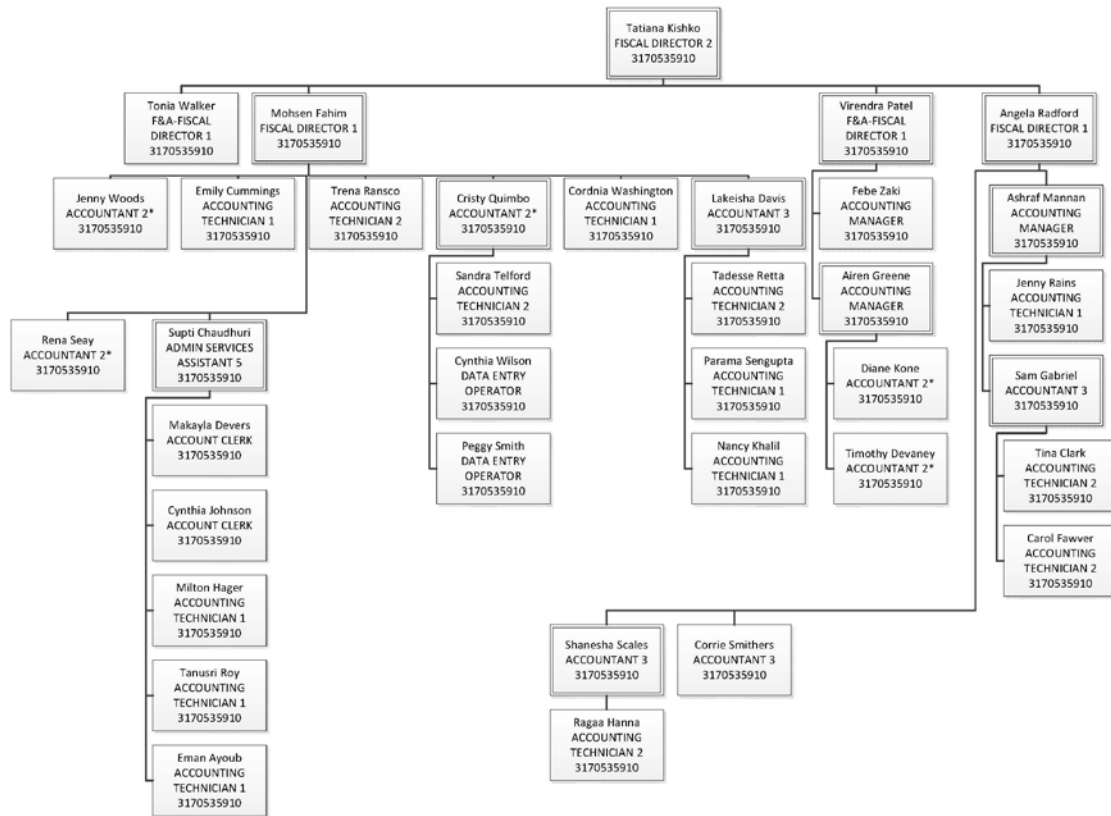 Tatiana Kishko
FISCAL DIRECTOR 2
3170535910
Tonia Walker
F&A-FISCAL
DIRECTOR 1
3170535910
Mohsen Fahim
FISCAL DIRECTOR 1
3170535910
Virendra Patel
F&A-FISCAL
DIRECTOR 1
3170535910
Angela Radford
FISCAL DIRECTOR 1
3170535910
Jenny Woods
ACCOUNTANT 2*
3170535910
Emily Cummings
ACCOUNTING
TECHNICIAN 1
3170535910
Trena Ransco
ACCOUNTING
TECHNICIAN 2
3170535910
Cristy Quimbo
ACCOUNTANT 2*
3170535910
Cordnia Washington
ACCOUNTING
TECHNICIAN 1
3170535910
Lakeisha Davis
ACCOUNTANT 3
3170535910
Febe Zaki
ACCOUNTING
MANAGER
3170535910
Ashraf Mannan
ACCOUNTING
MANAGER
3170535910
Sandra Telford
ACCOUNTING
TECHNICIAN 2
3170535910
Tadesse Retta
ACCOUNTING
TECHNICIAN 2
3170535910
Airen Greene
ACCOUNTING
MANAGER
3170535910
Jenny Rains
ACCOUNTING
TECHNICIAN 1
3170535910
Rena Seay
ACCOUNTANT 2*
3170535910
Supti Chaudhuri
ADMIN SERVICES
ASSISTANT 5
3170535910
Cynthia Wilson
DATA ENTRY
OPERATOR
3170535910
Parama Sengupta
ACCOUNTING
TECHNICIAN 1
3170535910
Diane Kone
ACCOUNTANT 2*
3170535910
Sam Gabriel
ACCOUNTANT 3
3170535910
Makayla Devers
ACCOUNT CLERK
3170535910
Peggy Smith
DATA ENTRY
OPERATOR
3170535910
Nancy Khalil
ACCOUNTING
TECHNICIAN 1
3170535910
Timothy Devaney
ACCOUNTANT 2*
3170535910
Tina Clark
ACCOUNTING
TECHNICIAN 2
3170535910
Cynthia Johnson
ACCOUNT CLERK
3170535910
Carol Fawver
ACCOUNTING
TECHNICIAN 2
3170535910
Milton Hager
ACCOUNTING
TECHNICIAN 1
3170535910
Shanesha Scales
ACCOUNTANT 3
3170535910
Corrie Smithers
ACCOUNTANT 3
3170535910
Tanusri Roy
ACCOUNTING
TECHNICIAN 1
3170535910
Ragaa Hanna
ACCOUNTING
TECHNICIAN 2
3170535910
Eman Ayoub
ACCOUNTING
TECHNICIAN 1
3170535910